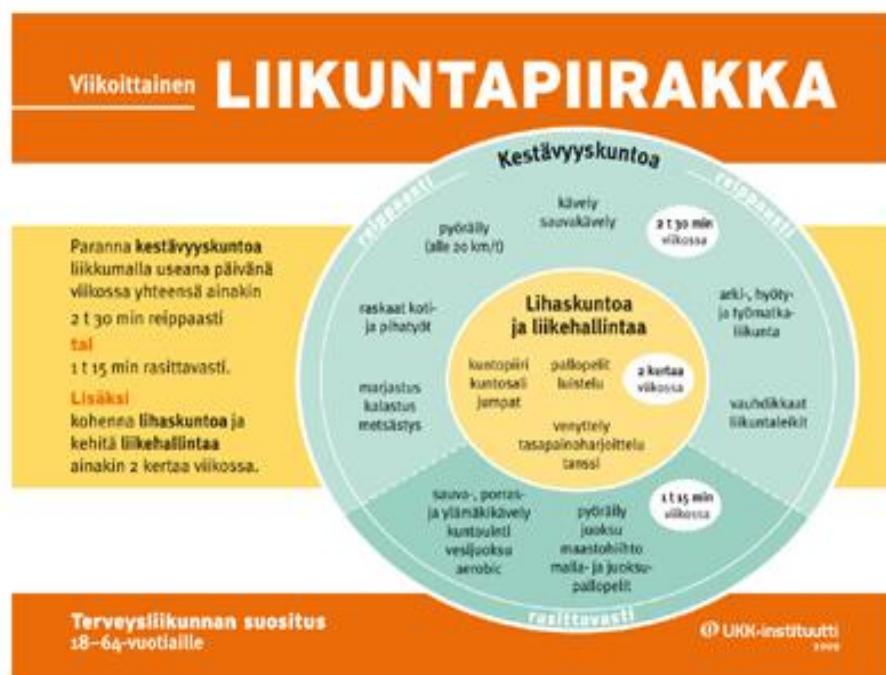 Viikoittainen LIIKUNTAPIIRAKKA
Paranna kestävyyskuntoa
liikkumalla useana päivänä
viikossa yhteensä ainakin
2 t 30 min reippaasti
tai
1 t 15 min rasittavasti.
Lisäksi
kohenna lihaskuntoa ja
kehitä liikehallintaa
ainakin 2 kertaa viikossa.
Kestävyyskuntoa
reippaasti
reippaasti
kävely
sauvakävely
2 t 30 min
viikossa
pyöräily
(alle 20 km/t)
raskaat koti-
ja pihatyöt
marjastus
kalastus
metsästys
arki-, hyöty-
ja työmatka-
liikunta
vauhdikkaat
liikuntaleikit
Lihaskuntoa
ja liikehallintaa
kuntopiiri
kuntosali
jumpat
pallopelit
luistelu
2 kertaa
viikossa
venyttely
tasapainoharjoittelu
tanssi
sauva-, porras-
ja ylämäkikävely
kuntouinti
vesijuoksu
aerobic
pyöräily
juoksu
maastohiihto
maila- ja juoksu-
pallopelit
1 t 15 min
viikossa
rasittavasti
Terveysliikunnan suositus
18–64-vuotiaille
UKK-instituutti